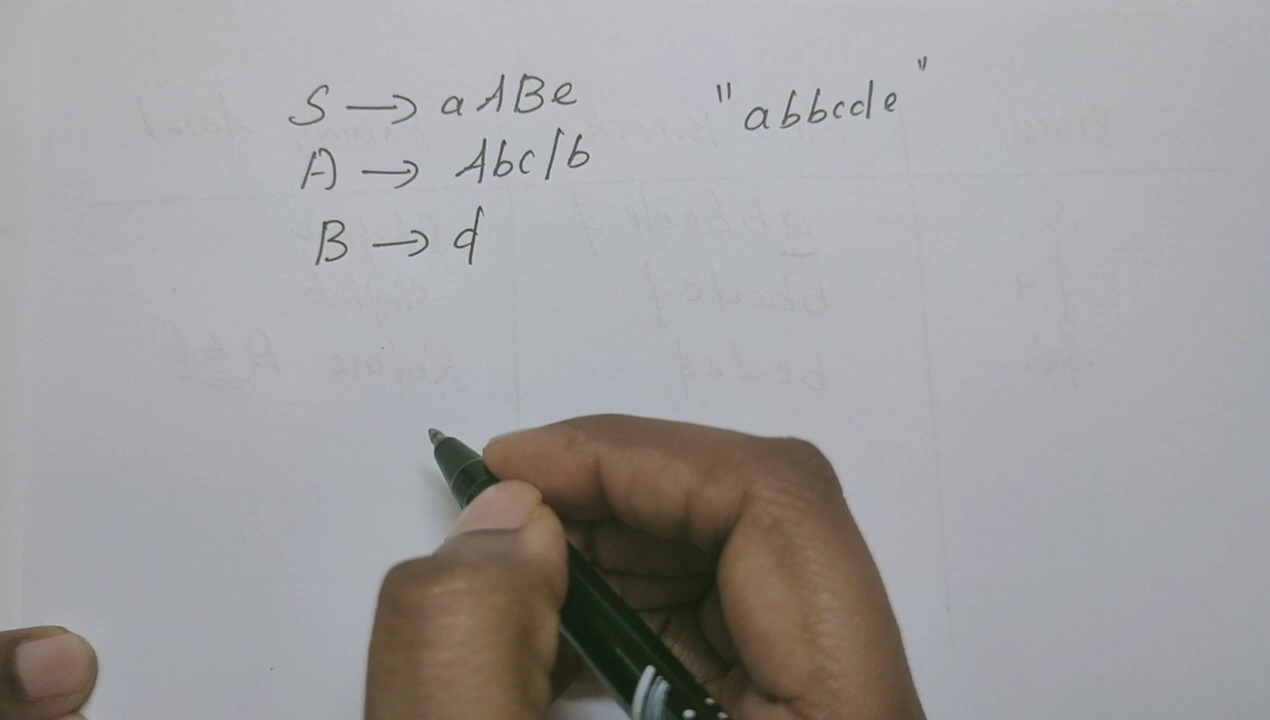 S → aABe "abbcde"
A → Abc/b
B → d